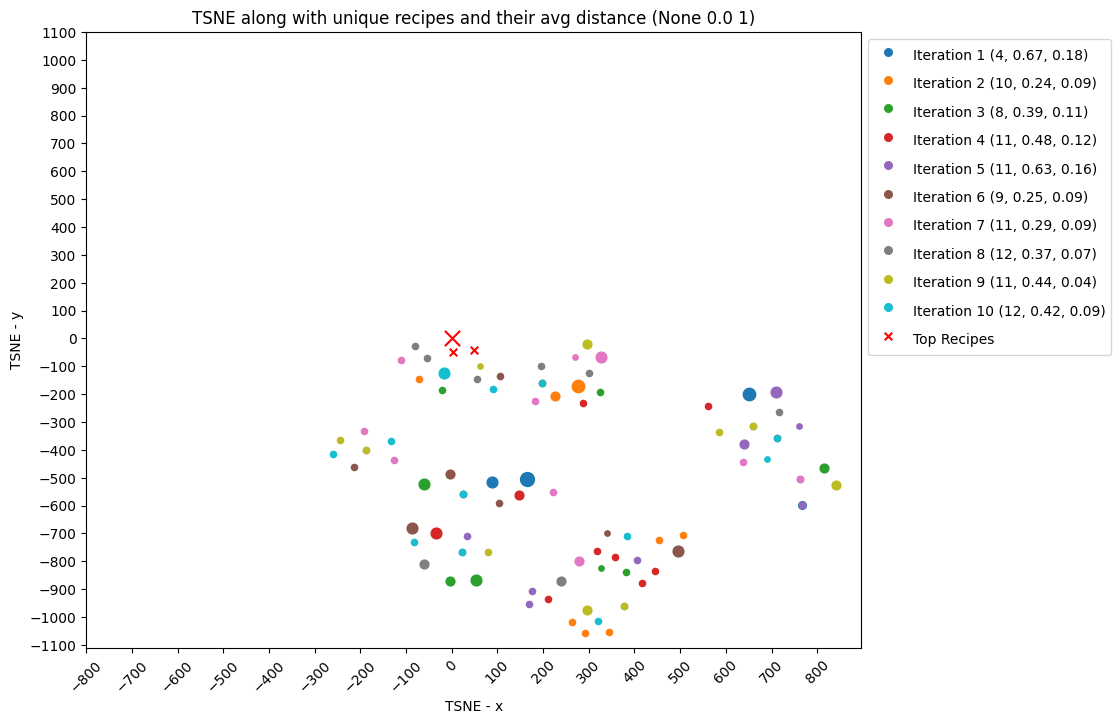 TSNE along with unique recipes and their avg distance (None 0.0 1)
1100
1000
900
800
700
600
500
400
300
200
100
0
−100
−200
−300
−400
−500
−600
−700
−800
−900
−1000
−1100
TSNE - y
−800
−700
−600
−500
−400
−300
−200
−100
0
100
200
300
400
500
600
700
800
TSNE - x
Iteration 1 (4, 0.67, 0.18)
Iteration 2 (10, 0.24, 0.09)
Iteration 3 (8, 0.39, 0.11)
Iteration 4 (11, 0.48, 0.12)
Iteration 5 (11, 0.63, 0.16)
Iteration 6 (9, 0.25, 0.09)
Iteration 7 (11, 0.29, 0.09)
Iteration 8 (12, 0.37, 0.07)
Iteration 9 (11, 0.44, 0.04)
Iteration 10 (12, 0.42, 0.09)
Top Recipes